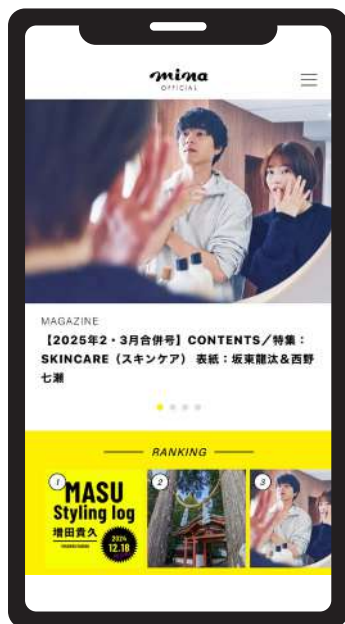 mina
OFFICIAL
MAGAZINE
【2025年2・3月合併号】CONTENTS／特集：
SKINCARE（スキンケア） 表紙：坂東龍汰&西野
七瀬
RANKING
1
MASU
Styling log
増田貴久
2024
12.18
2
3